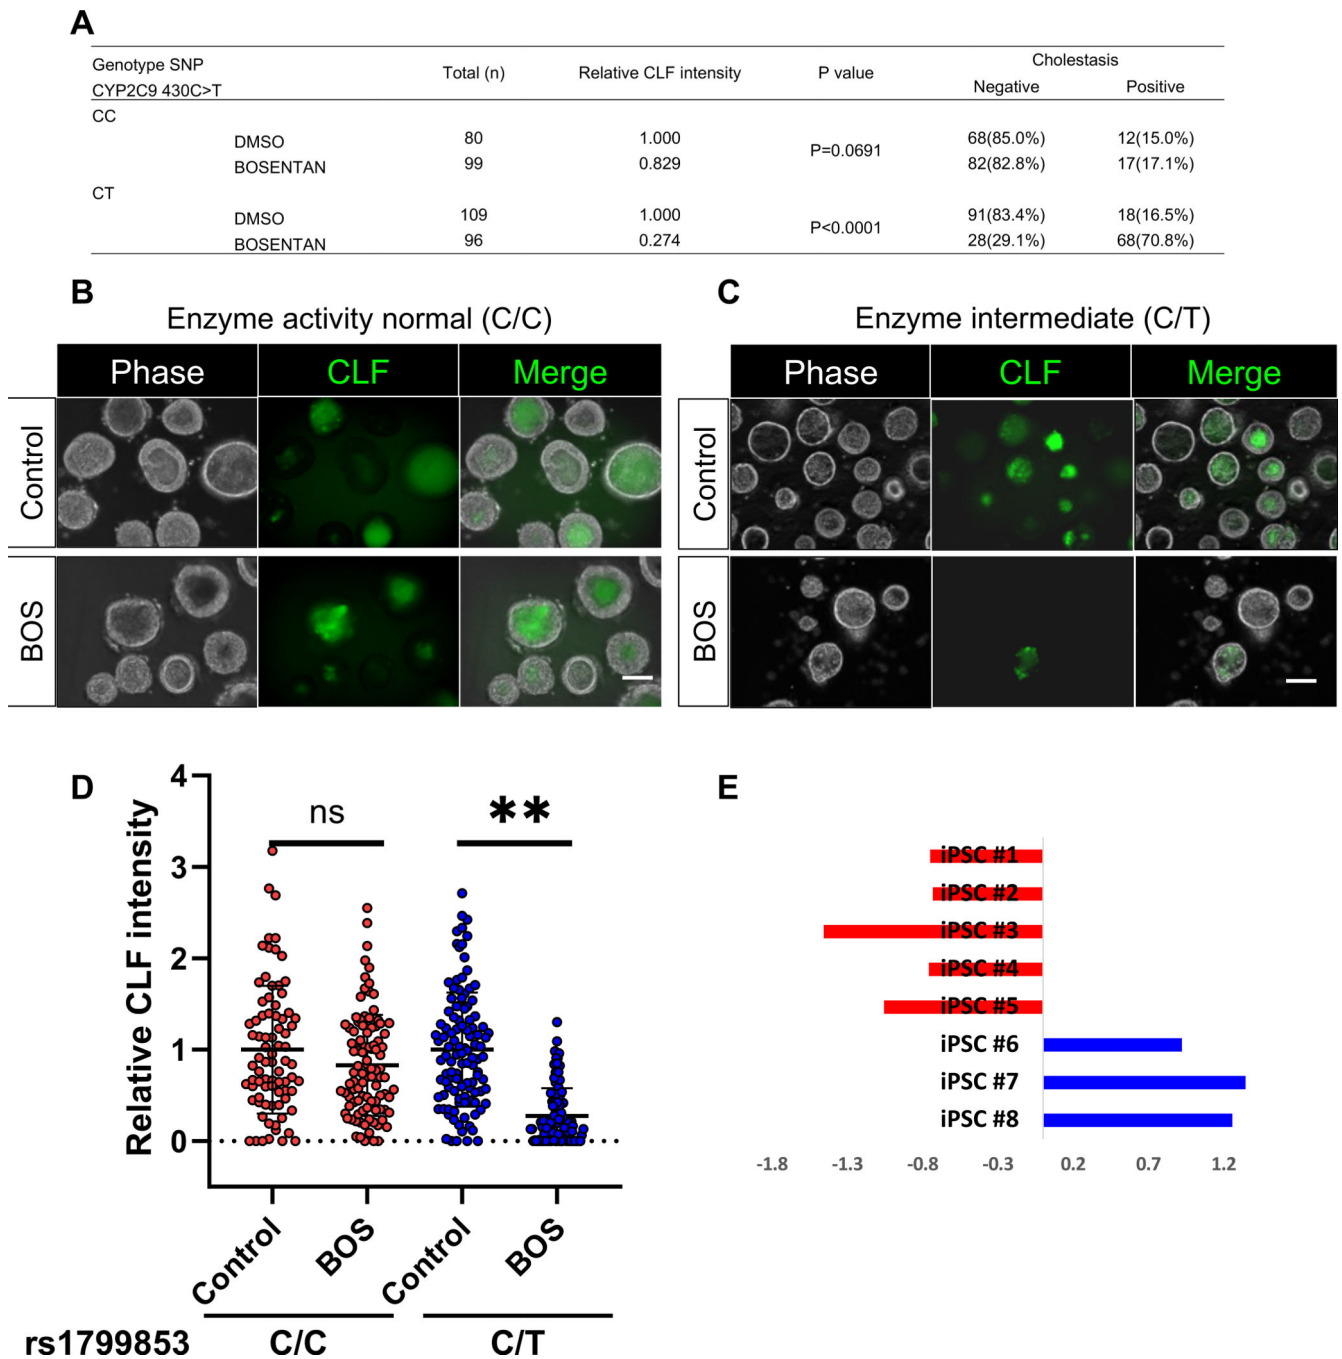 A
Genotype SNP
CYP2C9 430C>T
Total (n)
Relative CLF intensity
P value
Cholestasis
Negative Positive
CC
DMSO 80 1.000 68(85.0%) 12(15.0%)
P=0.0691
BOSENTAN 99 0.829 82(82.8%) 17(17.1%)
CT
DMSO 109 1.000 91(83.4%) 18(16.5%)
P<0.0001
BOSENTAN 96 0.274 28(29.1%) 68(70.8%)
B
Enzyme activity normal (C/C)
Phase CLF Merge
Control
BOS
C
Enzyme intermediate (C/T)
Phase CLF Merge
Control
BOS
D
Relative CLF intensity
4
3
2
1
0
ns
**
Control BOS Control BOS
rs1799853 C/C C/T
E
iPSC #1
iPSC #2
iPSC #3
iPSC #4
iPSC #5
iPSC #6
iPSC #7
iPSC #8
-1.8 -1.3 -0.8 -0.3 0.2 0.7 1.2